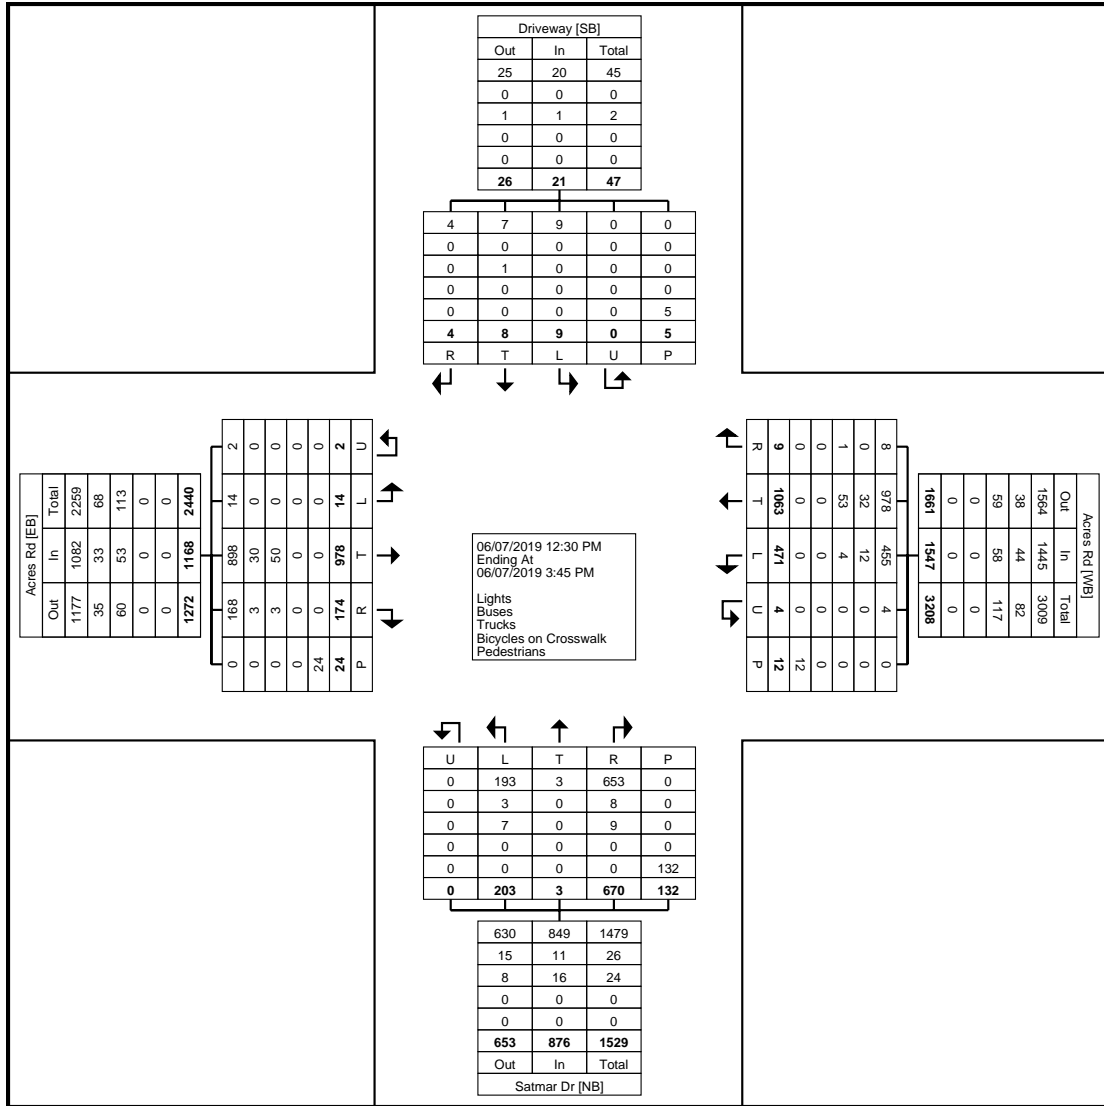 Driveway [SB]
Out In Total
25 20 45
0 0 0
1 1 2
0 0 0
0 0 0
26 21 47
4 7 9 0 0
0 0 0 0 0
0 1 0 0 0
0 0 0 0 0
0 0 0 0 5
4 8 9 0 5
R T L U P
Acres Rd [EB]
Total 2259 68 113 0 0 2440
In 1082 33 53 0 0 1168
Out 1177 35 60 0 0 1272
2 0 0 0 0 2 U
14 0 0 0 0 14 L
898 30 50 0 0 978 T
168 3 3 0 0 174 R
0 0 0 0 24 24 P
06/07/2019 12:30 PM
Ending At
06/07/2019 3:45 PM
Lights
Buses
Trucks
Bicycles on Crosswalk
Pedestrians
R 9 0 0 1 0 8
T 1063 0 0 53 32 978
L 471 0 0 4 12 455
U 4 0 0 0 0 4
P 12 12 0 0 0 0
1661 0 0 59 38 1564 Out
1547 0 0 58 44 1445 In
3208 0 0 117 82 3009 Total
Acres Rd [WB]
U L T R P
0 193 3 653 0
0 3 0 8 0
0 7 0 9 0
0 0 0 0 0
0 0 0 0 132
0 203 3 670 132
630 849 1479
15 11 26
8 16 24
0 0 0
0 0 0
653 876 1529
Out In Total
Satmar Dr [NB]